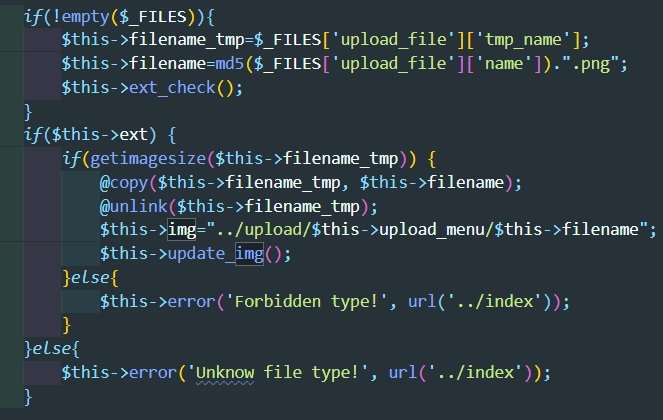 if(!empty($_FILES)){
$this->filename_tmp=$_FILES['upload_file']['tmp_name'];
$this->filename=md5($_FILES['upload_file']['name']).".png";
$this->ext_check();
}
if($this->ext) {
if(getimagesize($this->filename_tmp)) {
@copy($this->filename_tmp, $this->filename);
@unlink($this->filename_tmp);
$this->img="../upload/$this->upload_menu/$this->filename";
$this->update_img();
}else{
$this->error('Forbidden type!', url('../index'));
}
}else{
$this->error('Unknow file type!', url('../index'));
}